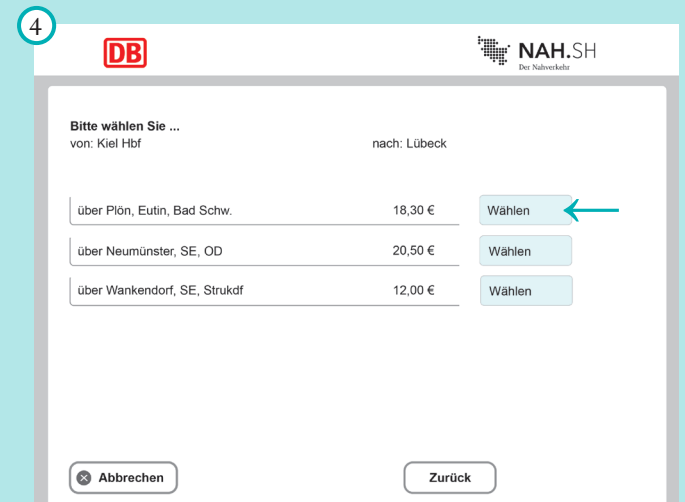 4
DB
NAH.SH
Der Nahverkehr
Bitte wählen Sie ...
von: Kiel Hbf nach: Lübeck
über Plön, Eutin, Bad Schw. 18,30 € Wählen
über Neumünster, SE, OD 20,50 € Wählen
über Wankendorf, SE, Strukdf 12,00 € Wählen
Abbrechen Zurück